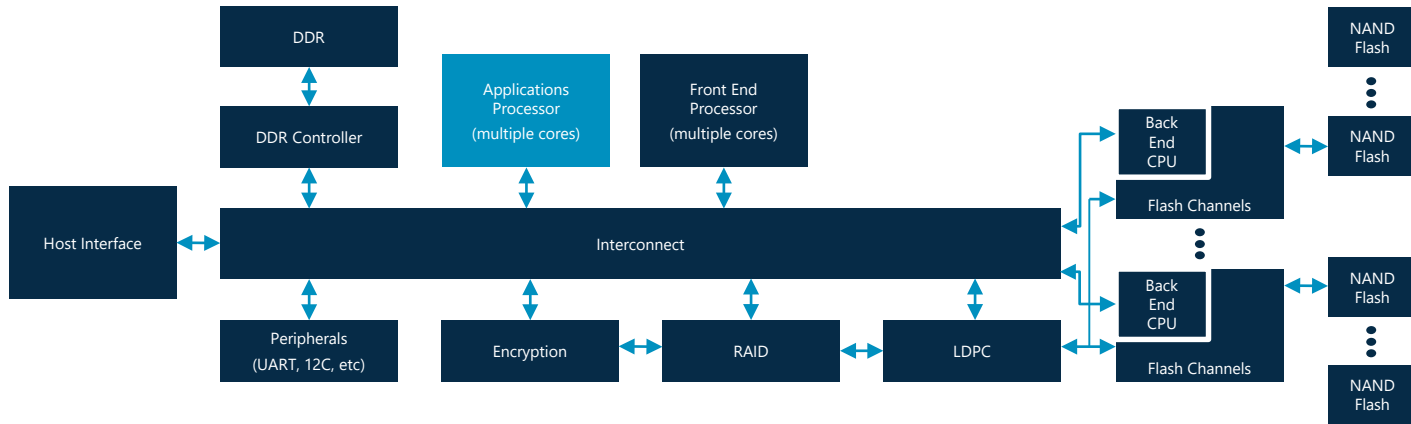 DDR
DDR Controller
Applications
Processor
(multiple cores)
Front End
Processor
(multiple cores)
Host Interface
Interconnect
Peripherals
(UART, 12C, etc)
Encryption
RAID
LDPC
Back
End
CPU
Flash Channels
Back
End
CPU
Flash Channels
NAND
Flash
NAND
Flash
NAND
Flash
NAND
Flash